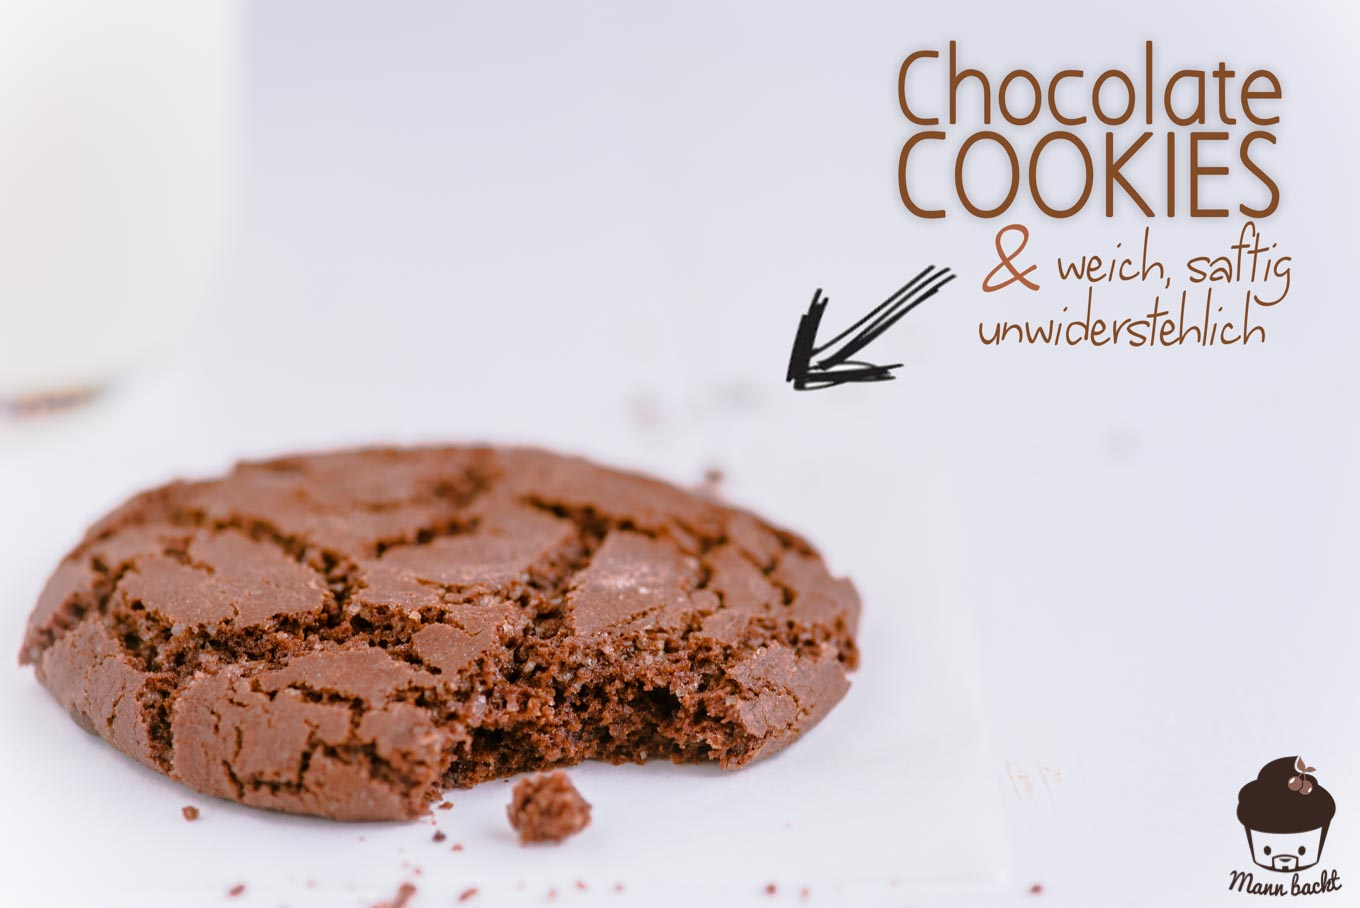 Chocolate
COOKIES
& weich, saftig
unwiderstehlich
Mann backt